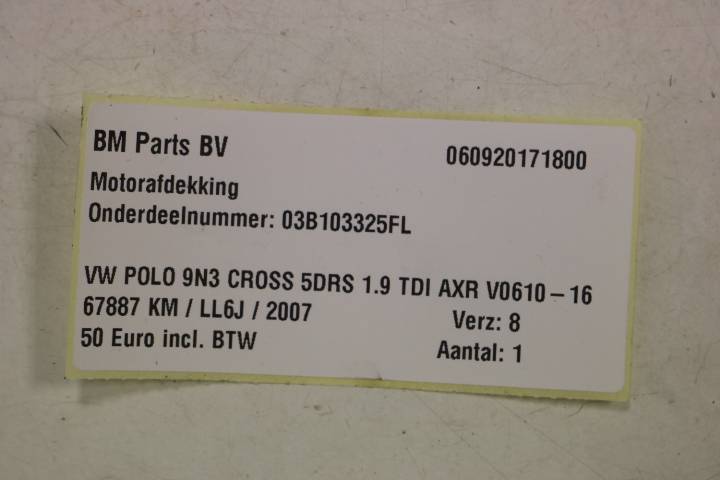 BM Parts BV 060920171800
Motorafdekking
Onderdeelnummer: 03B103325FL
VW POLO 9N3 CROSS 5DRS 1.9 TDI AXR V0610-16
67887 KM / LL6J / 2007 Verz: 8
50 Euro incl. BTW Aantal: 1